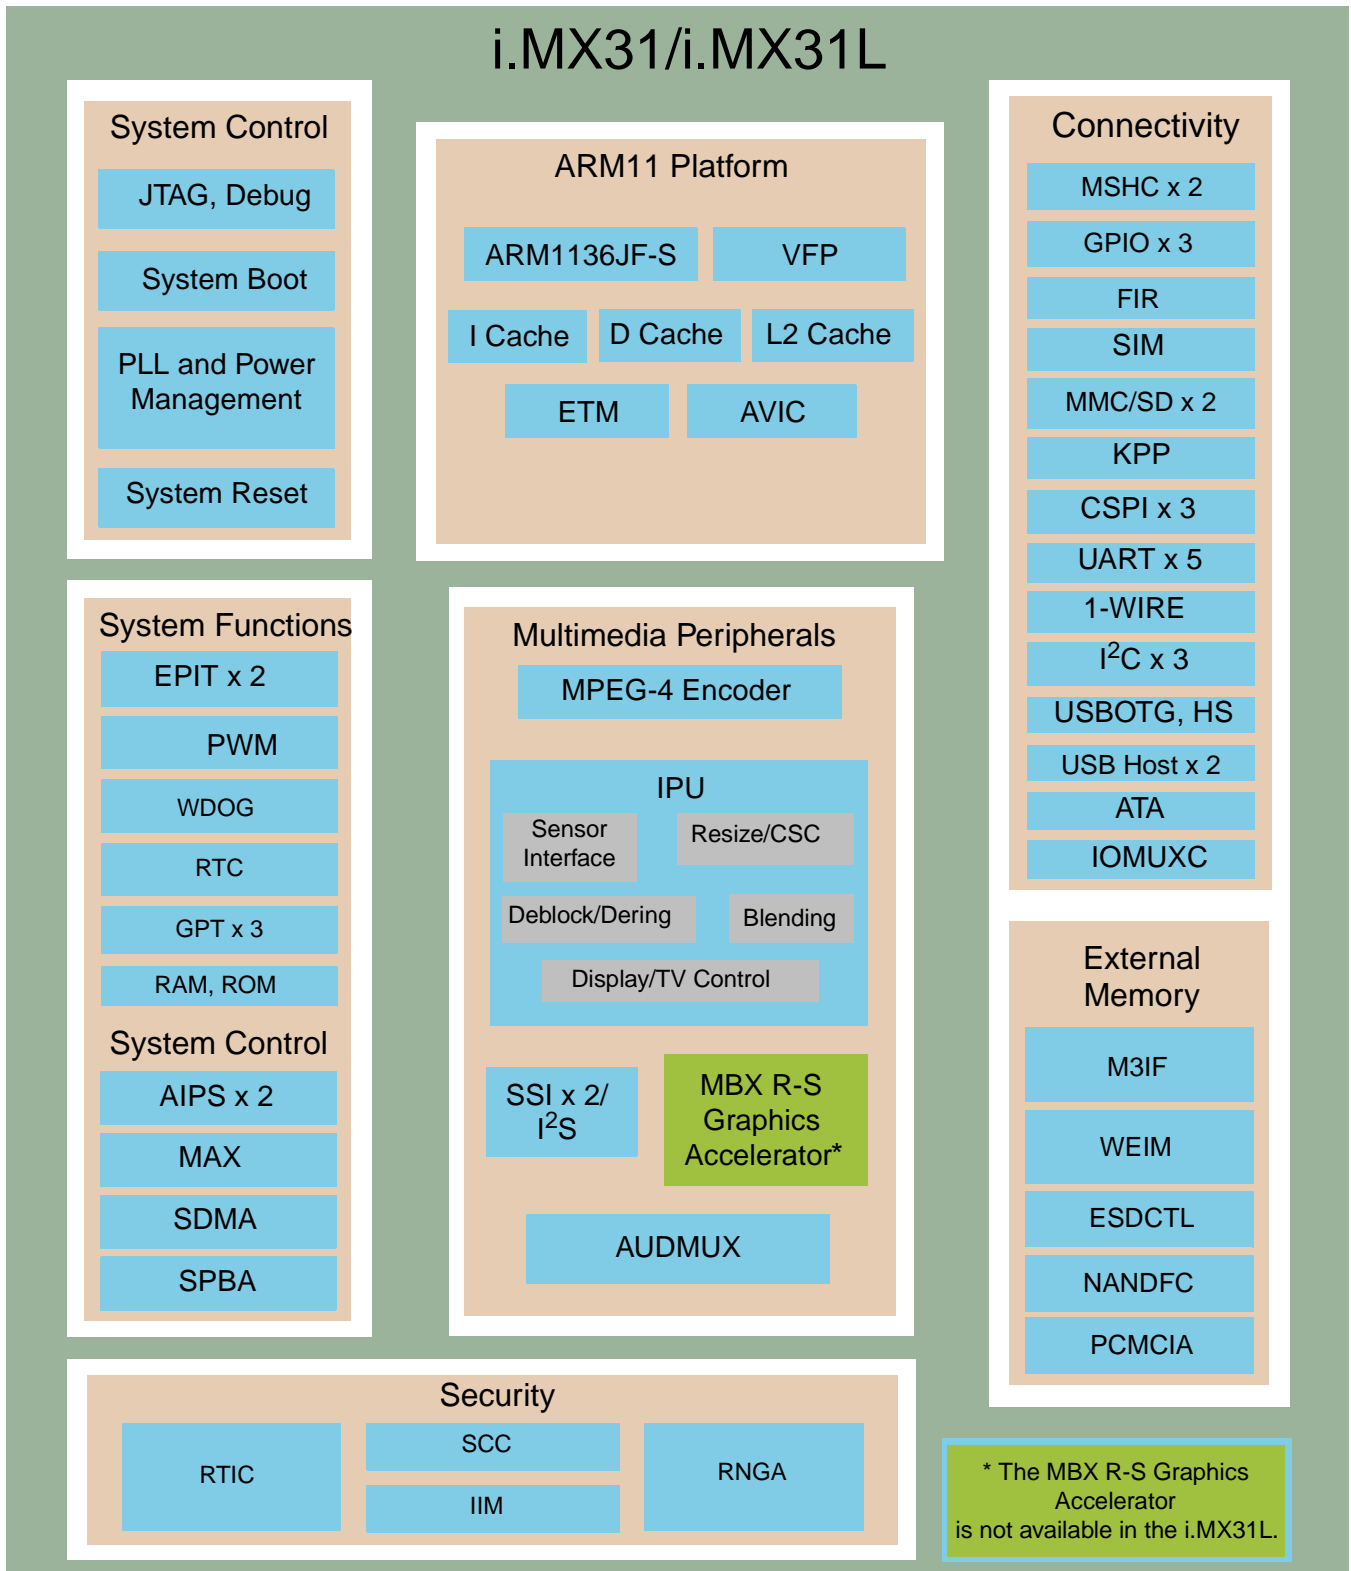 i.MX31/i.MX31L
System Control
JTAG, Debug
System Boot
PLL and Power
Management
System Reset
ARM11 Platform
ARM1136JF-S
VFP
I Cache
D Cache
L2 Cache
ETM
AVIC
Connectivity
MSHC x 2
GPIO x 3
FIR
SIM
MMC/SD x 2
KPP
CSPI x 3
UART x 5
1-WIRE
I²C x 3
USBOTG, HS
USB Host x 2
ATA
IOMUXC
System Functions
EPIT x 2
PWM
WDOG
RTC
GPT x 3
RAM, ROM
System Control
AIPS x 2
MAX
SDMA
SPBA
Multimedia Peripherals
MPEG-4 Encoder
IPU
Sensor
Interface
Resize/CSC
Deblock/Dering
Blending
Display/TV Control
SSI x 2/
I²S
MBX R-S
Graphics
Accelerator*
AUDMUX
External
Memory
M3IF
WEIM
ESDCTL
NANDFC
PCMCIA
Security
RTIC
SCC
IIM
RNGA
* The MBX R-S Graphics
Accelerator
is not available in the i.MX31L.